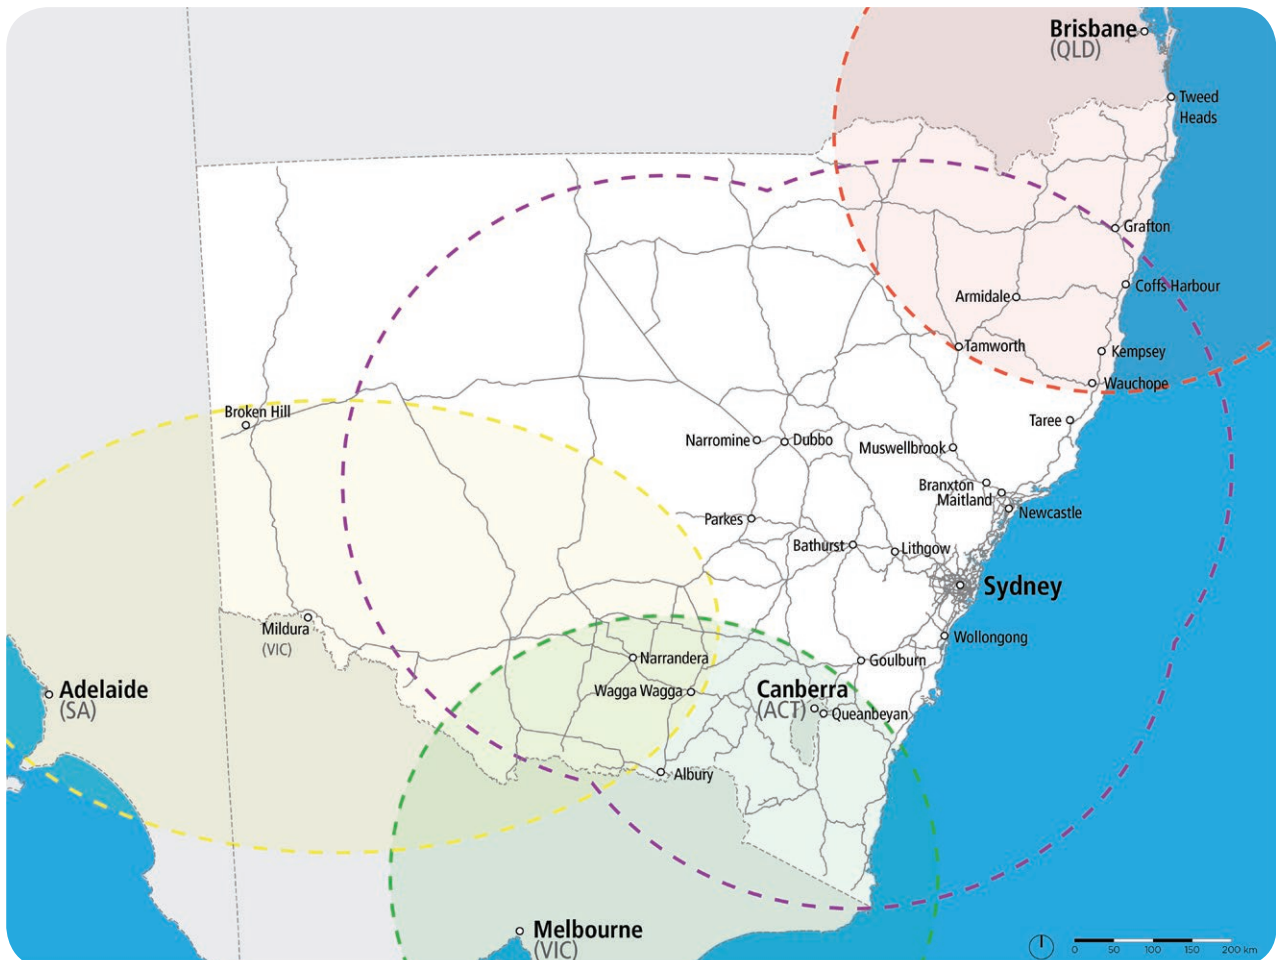 Brisbane
(QLD)
Tweed
Heads
Grafton
Coffs Harbour
Armidale
Tamworth
Kempsey
Wauchope
Broken Hill
Taree
Narromine
Dubbo
Muswellbrook
Branxton
Maitland
Newcastle
Parkes
Bathurst
Lithgow
Sydney
Mildura
(VIC)
Wollongong
Narrandera
Goulburn
Adelaide
(SA)
Wagga Wagga
Canberra
(ACT)
Queanbeyan
Albury
Melbourne
(VIC)
0 50 100 150 200 km